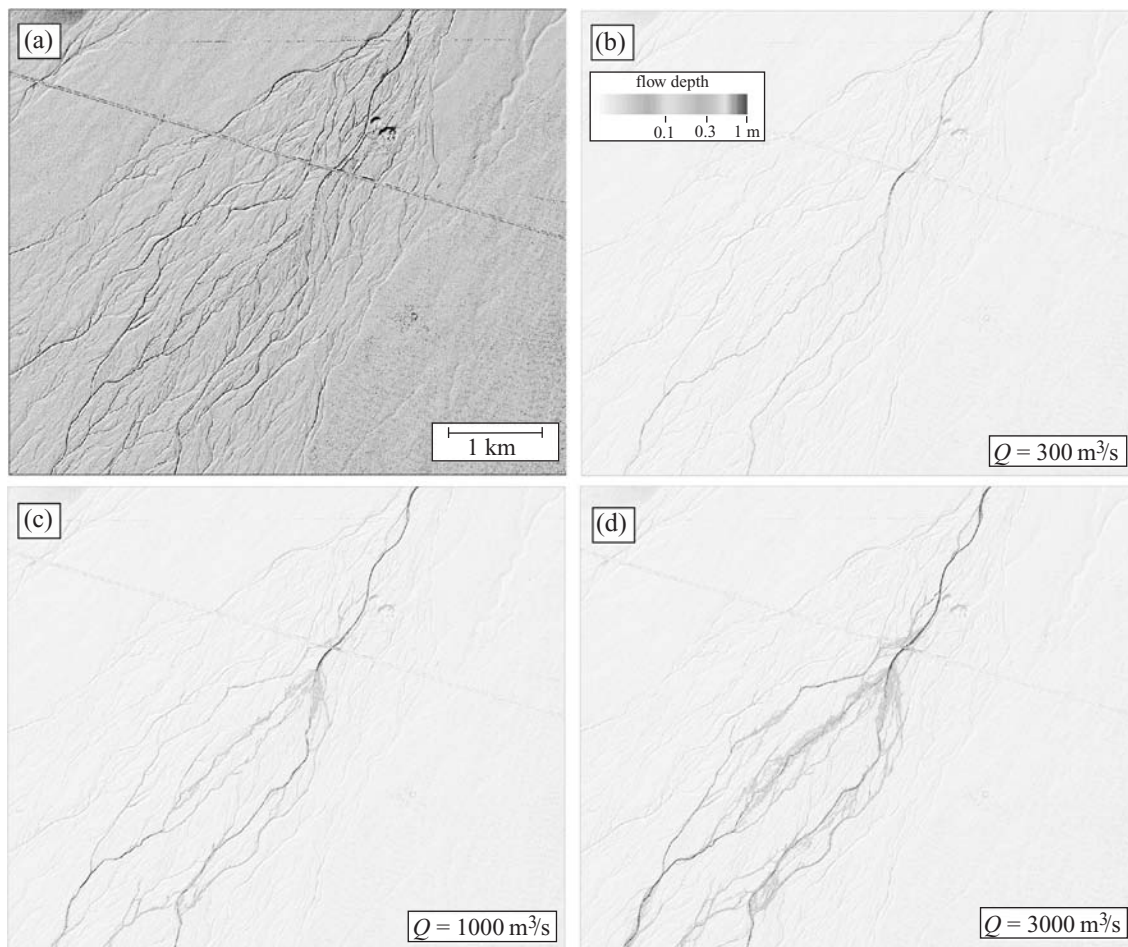 (a)
1 km
(b)
flow depth
0.1 0.3 1 m
Q = 300 m³/s
(c)
Q = 1000 m³/s
(d)
Q = 3000 m³/s